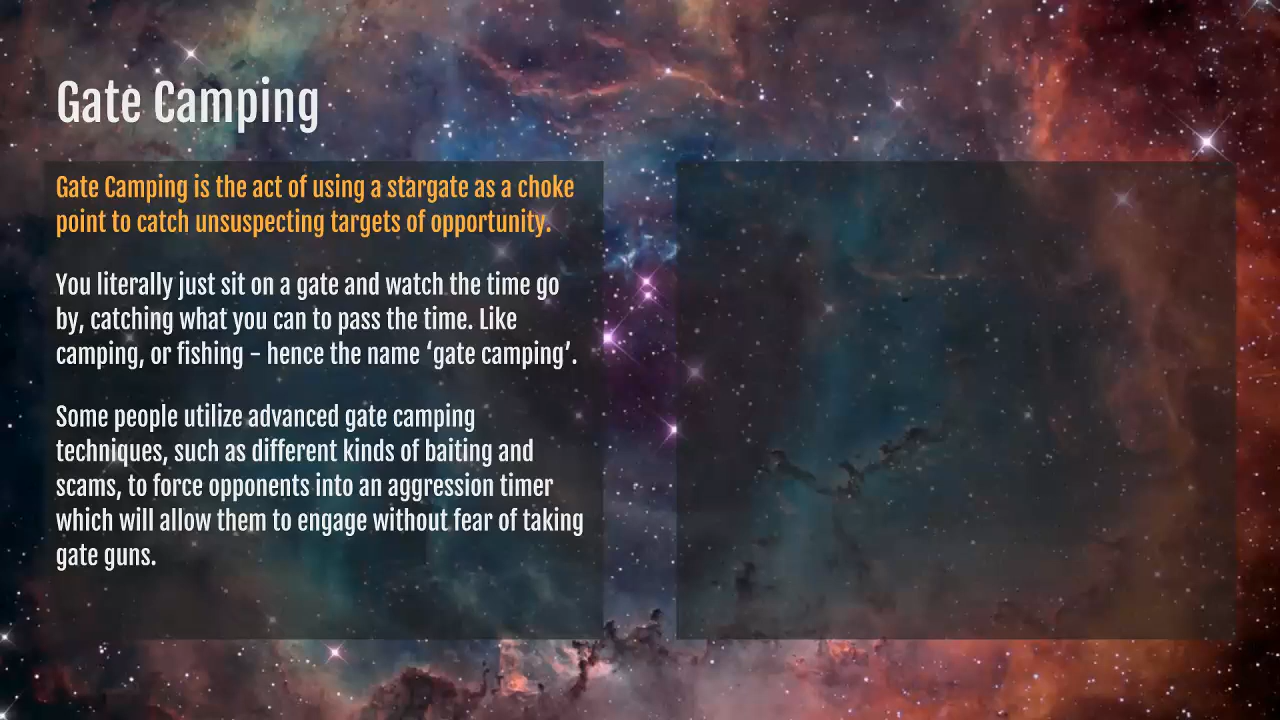 Gate Camping
Gate Camping is the act of using a stargate as a choke
point to catch unsuspecting targets of opportunity.
You literally just sit on a gate and watch the time go
by, catching what you can to pass the time. Like
camping, or fishing – hence the name ‘gate camping’.
Some people utilize advanced gate camping
techniques, such as different kinds of baiting and
scams, to force opponents into an aggression timer
which will allow them to engage without fear of taking
gate guns.